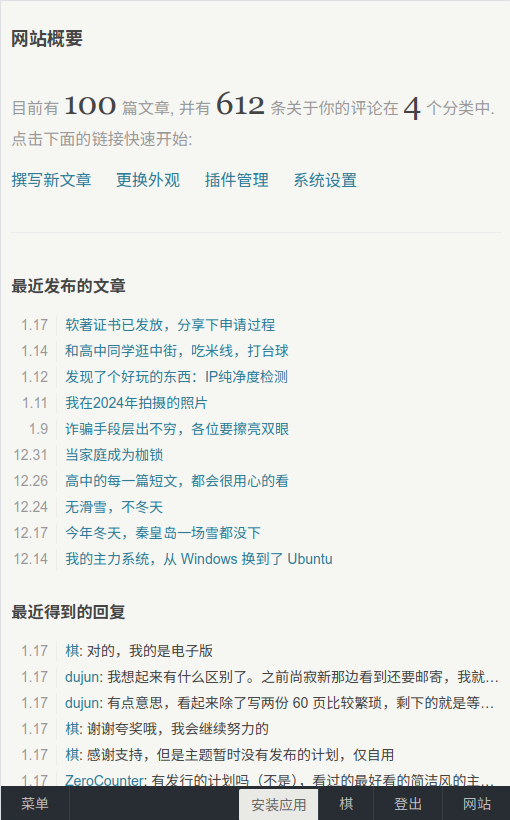 网站概要
目前有 100 篇文章, 并有 612 条关于你的评论在 4 个分类中.
点击下面的链接快速开始:
撰写新文章 更换外观 插件管理 系统设置
最近发布的文章
1.17 软著证书已发放，分享下申请过程
1.14 和高中同学逛中街，吃米线，打台球
1.12 发现了个好玩的东西：IP纯净度检测
1.11 我在2024年拍摄的照片
1.9 诈骗手段层出不穷，各位要擦亮双眼
12.31 当家庭成为枷锁
12.26 高中的每一篇短文，都会很用心的看
12.24 无滑雪，不冬天
12.17 今年冬天，秦皇岛一场雪都没下
12.14 我的主力系统，从 Windows 换到了 Ubuntu
最近得到的回复
1.17 棋: 对的，我的是电子版
1.17 dujun: 我想起来有什么区别了。之前尚寂新那边看到还要邮寄，我就…
1.17 dujun: 有点意思，看起来除了写两份 60 页比较繁琐，剩下的就是等…
1.17 棋: 谢谢夸奖哦，我会继续努力的
1.17 棋: 感谢支持，但是主题暂时没有发布的计划，仅自用
1.17 ZeroCounter: 有发行的计划吗（不是），看过的最好看的简洁风的主…
菜单 安装应用 棋 登出 网站